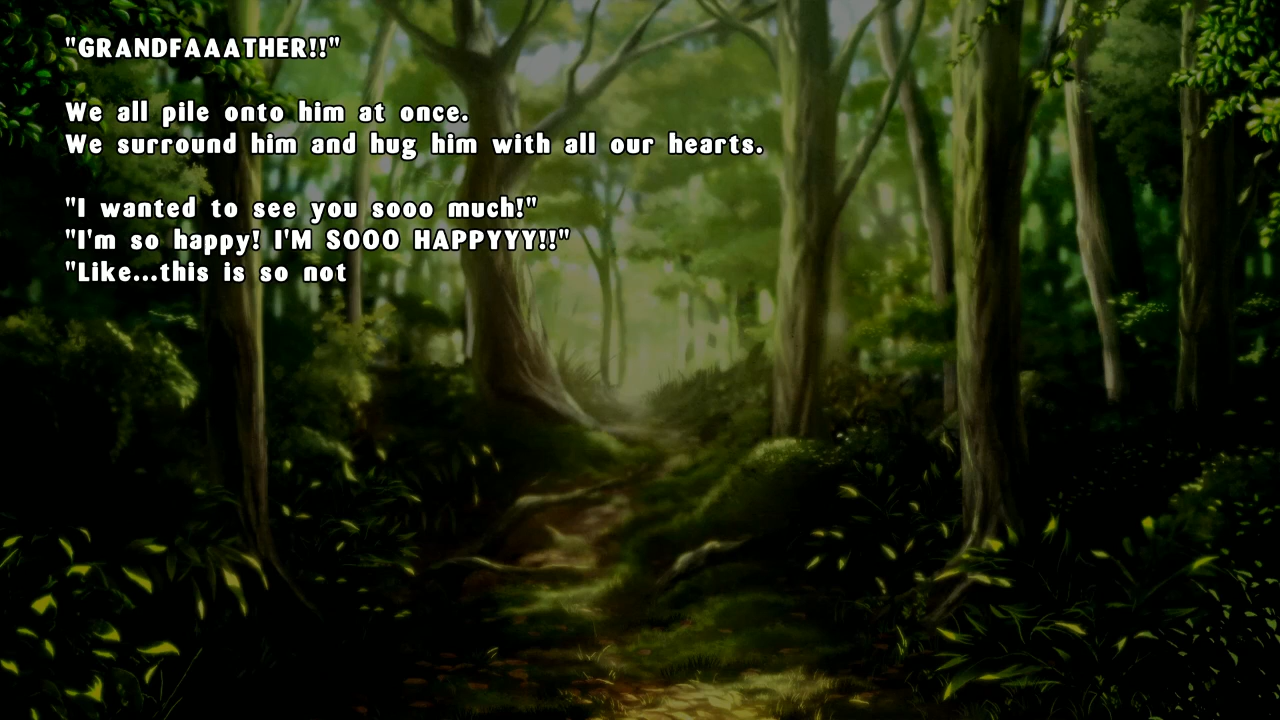 "GRANDFAAATHER!!"
We all pile onto him at once.
We surround him and hug him with all our hearts.
"I wanted to see you sooo much!"
"I'm so happy! I'M SOOO HAPPYYY!!"
"Like...this is so not